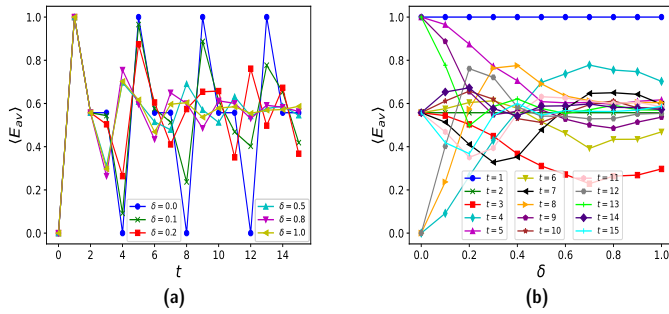 1.0
0.8
0.6
0.4
0.2
0.0
⟨E_av⟩
0 2 4 6 8 10 12 14
t
δ = 0.0
δ = 0.1
δ = 0.2
δ = 0.5
δ = 0.8
δ = 1.0
(a)
1.0
0.8
0.6
0.4
0.2
0.0
⟨E_av⟩
0.0 0.2 0.4 0.6 0.8 1.0
δ
t = 1
t = 2
t = 3
t = 4
t = 5
t = 6
t = 7
t = 8
t = 9
t = 10
t = 11
t = 12
t = 13
t = 14
t = 15
(b)